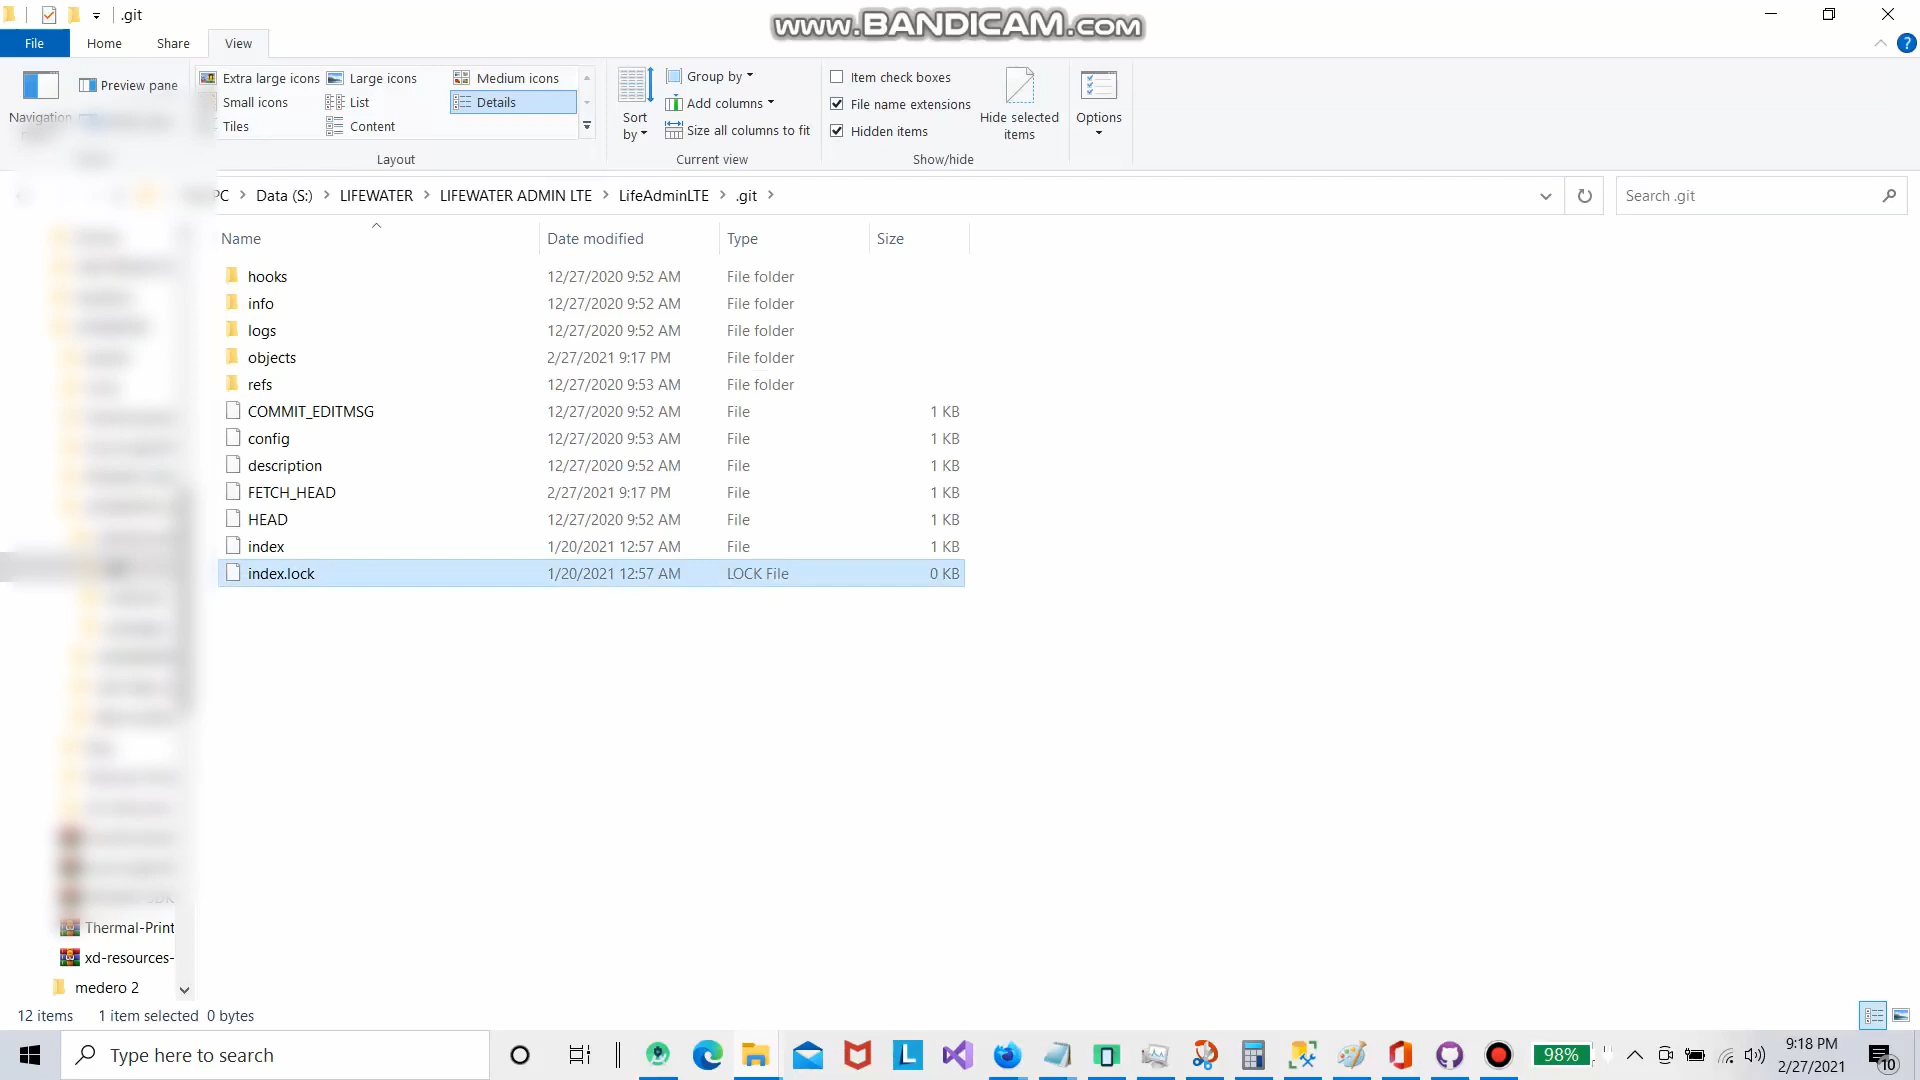 .git
www.BANDICAM.com
File Home Share View
Preview pane
Navigation
Extra large icons Large icons Medium icons
Small icons List Details
Tiles Content
Layout
Sort by
Group by
Add columns
Size all columns to fit
Current view
Item check boxes
File name extensions
Hidden items
Hide selected items
Show/hide
Options
PC > Data (S:) > LIFEWATER > LIFEWATER ADMIN LTE > LifeAdminLTE > .git >
Search .git
Name Date modified Type Size
hooks 12/27/2020 9:52 AM File folder
info 12/27/2020 9:52 AM File folder
logs 12/27/2020 9:52 AM File folder
objects 2/27/2021 9:17 PM File folder
refs 12/27/2020 9:53 AM File folder
COMMIT_EDITMSG 12/27/2020 9:52 AM File 1 KB
config 12/27/2020 9:53 AM File 1 KB
description 12/27/2020 9:52 AM File 1 KB
FETCH_HEAD 2/27/2021 9:17 PM File 1 KB
HEAD 12/27/2020 9:52 AM File 1 KB
index 1/20/2021 12:57 AM File 1 KB
index.lock 1/20/2021 12:57 AM LOCK File 0 KB
Thermal-Print
xd-resources-
medero 2
12 items 1 item selected 0 bytes
Type here to search
98%
9:18 PM
2/27/2021
10